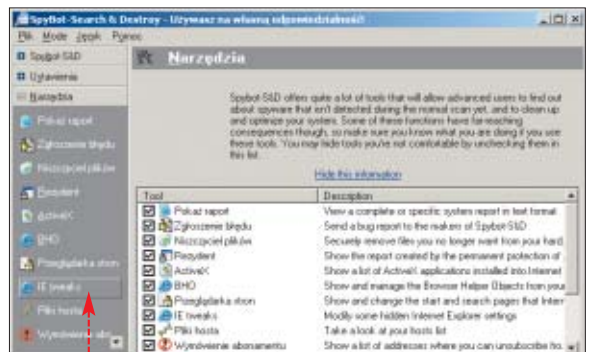 SpyBot-Search & Destroy - Używasz na własną odpowiedzialność!
Plik Mode Język Pomoc
Spybot-S&D
Ustawienia
Narzędzia
Pokaż raport
Zgłoszenie błędu
Niszczyciel plików
Rezydent
ActiveX
BHO
Przeglądarka stron
IE tweaks
Pliki hosta
Wymówienie abo
Narzędzia
Spybot-S&D offers quite a lot of tools that will allow advanced users to find out
about spyware that isn't detected during the normal scan yet, and to clean up
and optimize your system. Some of these functions have far-reaching
consequences though, so make sure you know what you are doing if you use
these tools. You may hide tools you're not comfortable by unchecking them in
this list.
Hide this information
Tool Description
Pokaż raport View a complete or specific system report in text format
Zgłoszenie błędu Send a bug report to the makers of Spybot-S&D
Niszczyciel plików Securely remove files you no longer want from your hard
Rezydent Show the report created by the permanent protection of
ActiveX Show a list of ActiveX applications installed into Internet
BHO Show and manage the Browser Helper Objects from your
Przeglądarka stron Show and change the start and search pages that Inter
IE tweaks Modify some hidden Internet Explorer settings
Pliki hosta Take a look at your hosts list
Wymówienie abonamentu Show a list of addresses where you can unsubscribe fro